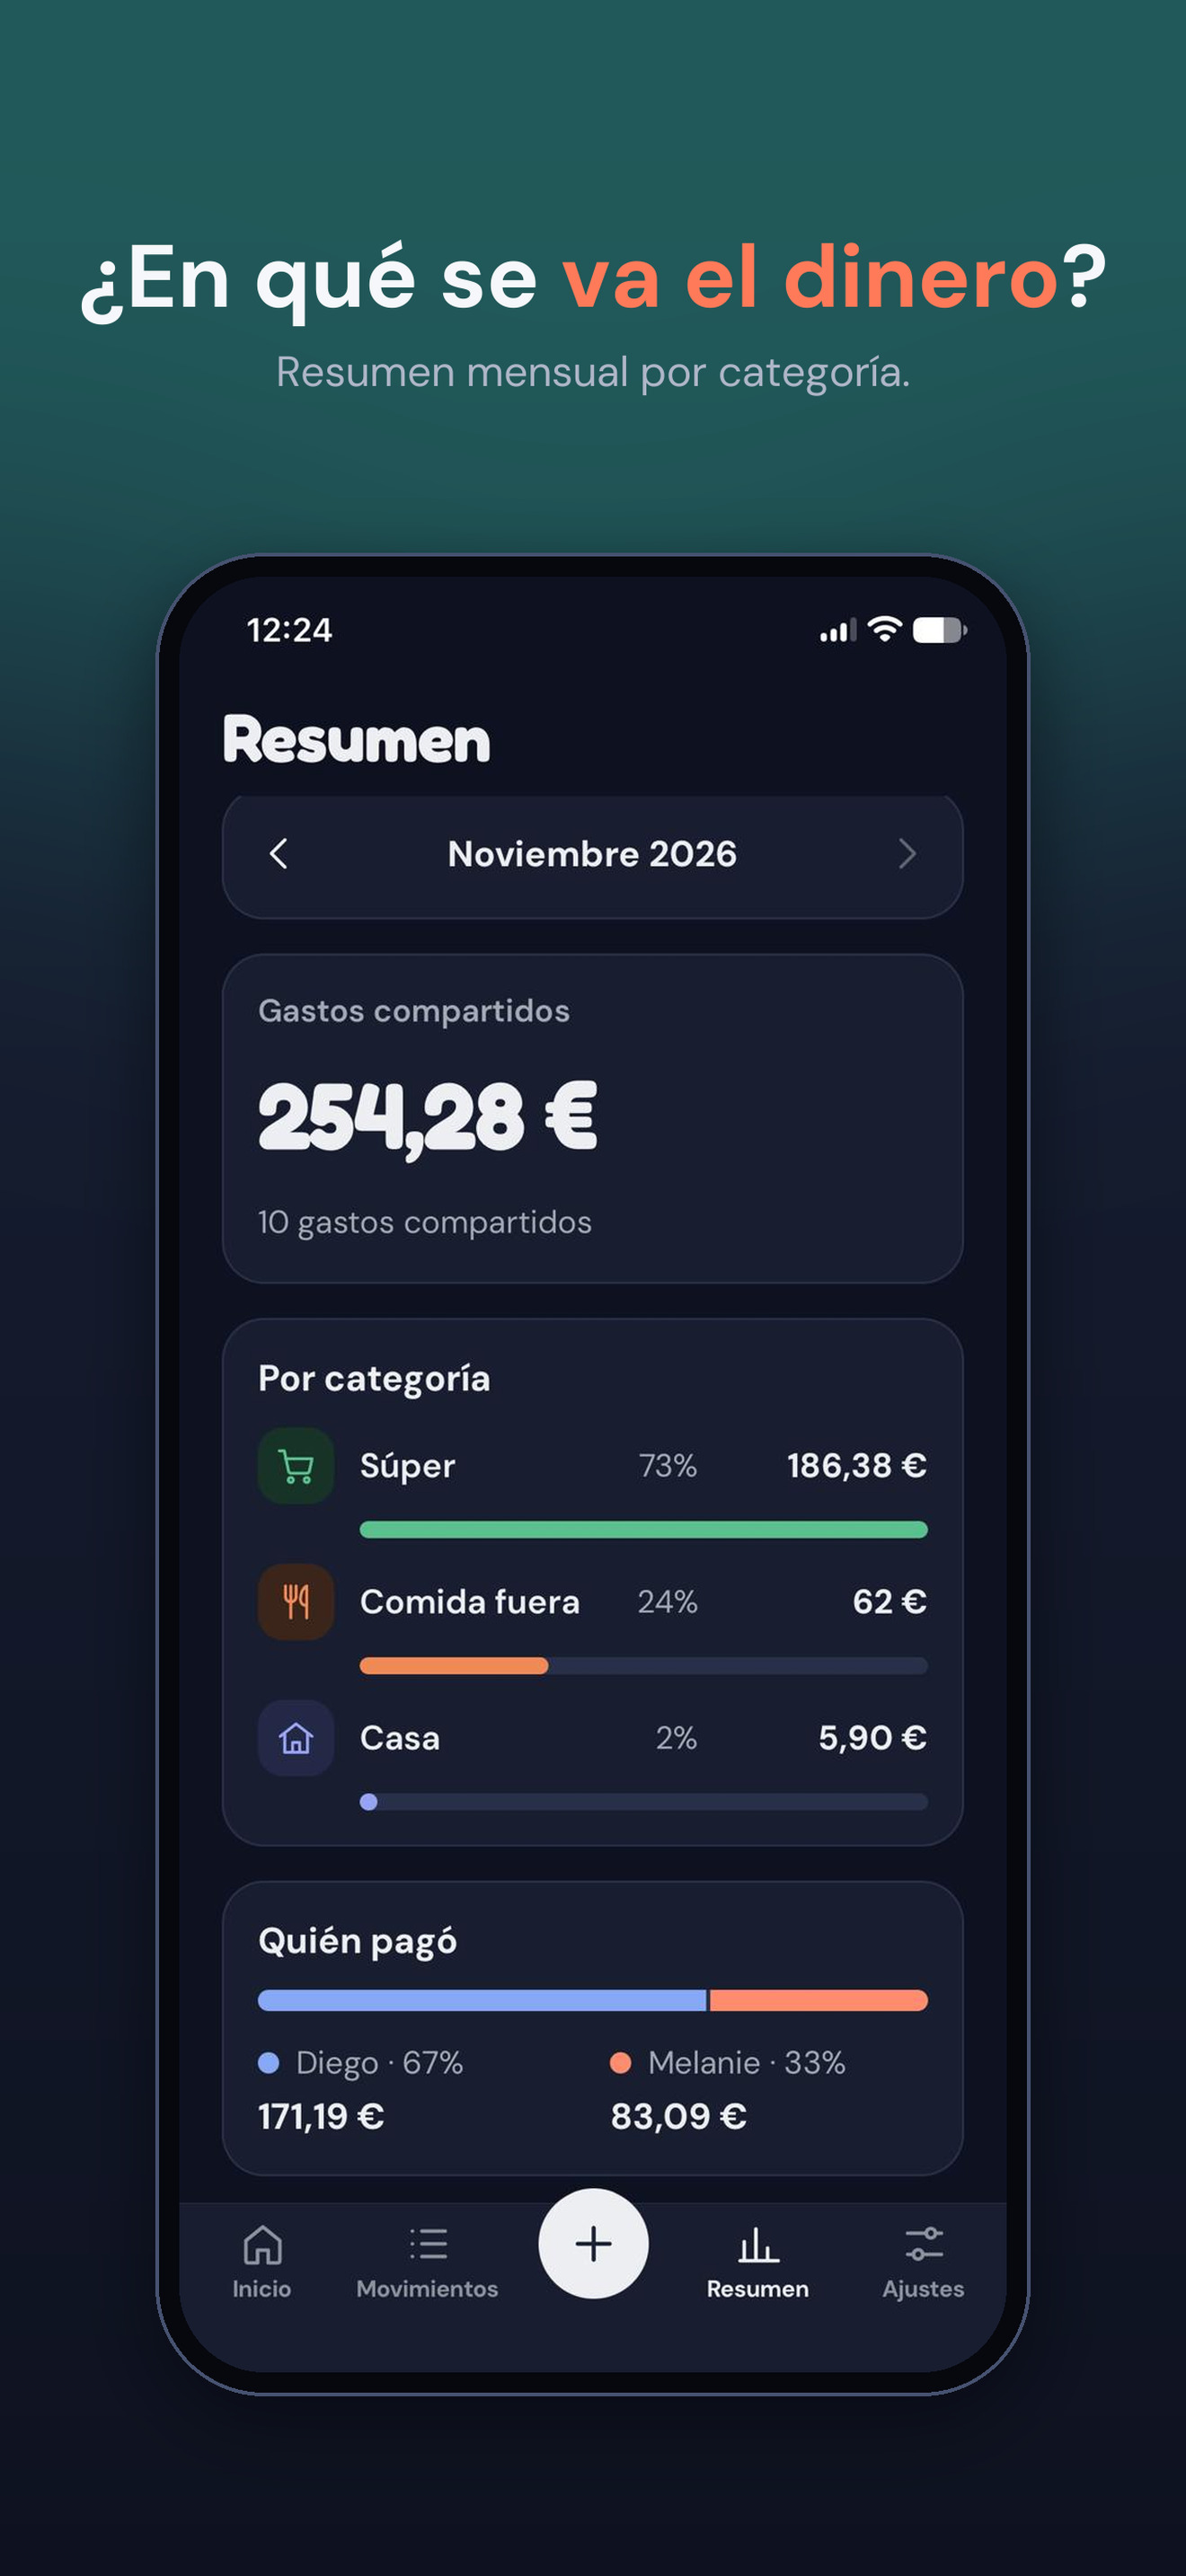 ¿En qué se va el dinero?
Resumen mensual por categoría.
12:24
Resumen
Noviembre 2026
Gastos compartidos
254,28 €
10 gastos compartidos
Por categoría
Súper 73% 186,38 €
Comida fuera 24% 62 €
Casa 2% 5,90 €
Quién pagó
Diego · 67% Melanie · 33%
171,19 € 83,09 €
Inicio Movimientos Resumen Ajustes